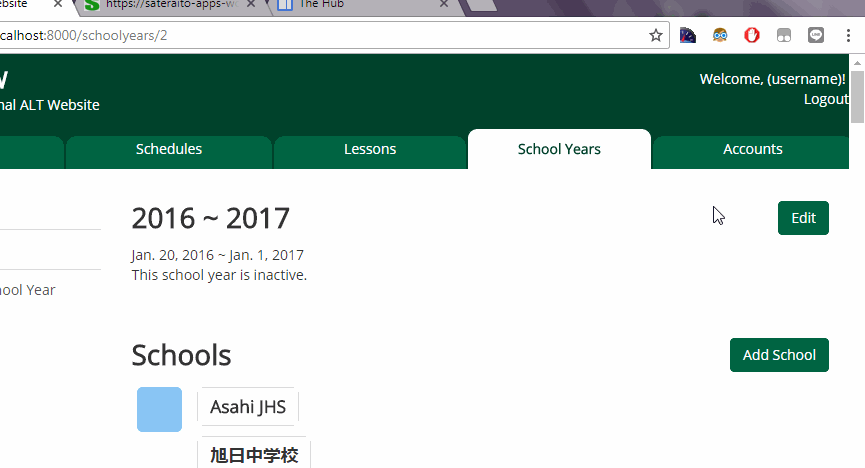 ebsite
https://sateraito-apps-w
The Hub
calhost:8000/schoolyears/2
W
nal ALT Website
Welcome, (username)!
Logout
Schedules
Lessons
School Years
Accounts
2016 ~ 2017
Edit
Jan. 20, 2016 ~ Jan. 1, 2017
This school year is inactive.
hool Year
Schools
Add School
Asahi JHS
旭日中学校